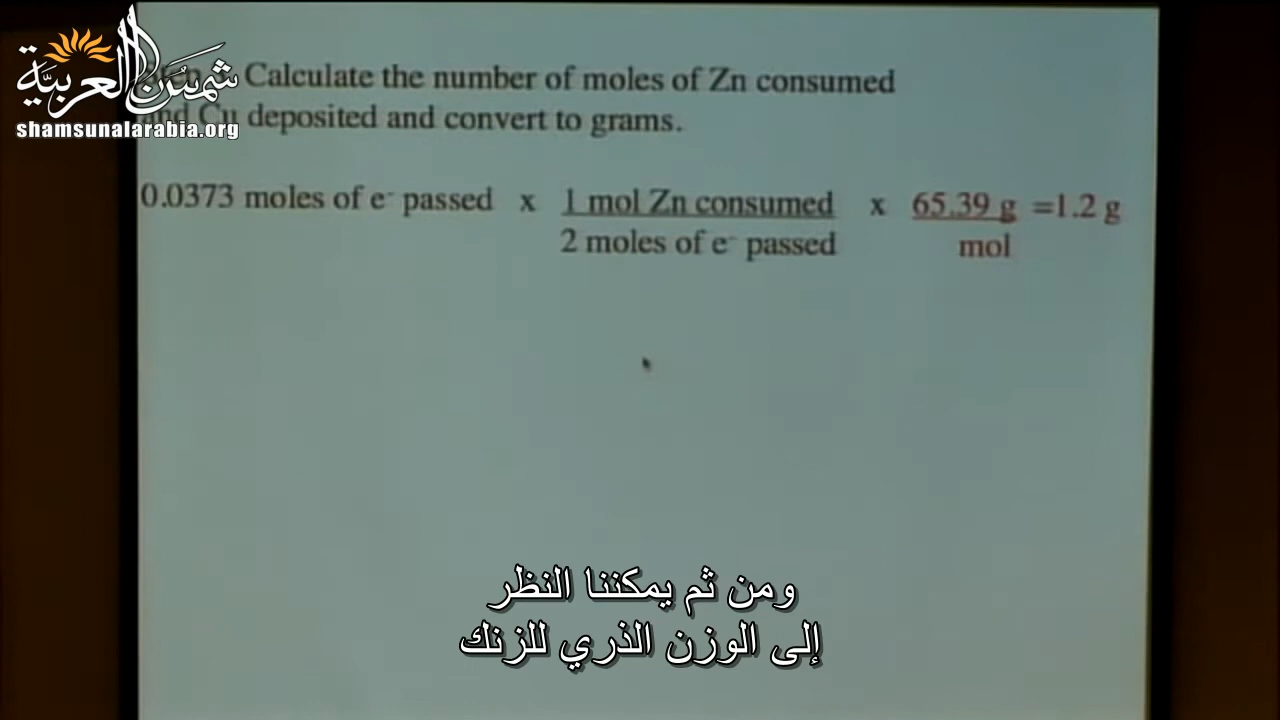 شمس العربية
shamsunalarabia.org
Calculate the number of moles of Zn consumed
and Cu deposited and convert to grams.
0.0373 moles of e⁻ passed x 1 mol Zn consumed x 65.39 g =1.2 g
2 moles of e⁻ passed mol
ومن ثم يمكننا النظر
إلى الوزن الذري للزنك